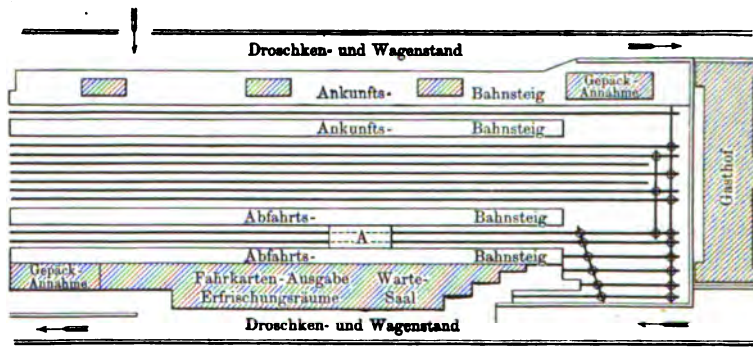 Droschken- und Wagenstand
Ankunfts- Bahnsteig
Gepäck-
Annahme
Ankunfts- Bahnsteig
Gasthof
Abfahrts- Bahnsteig
A
Abfahrts- Bahnsteig
Gepäck-
Annahme
Fahrkarten-Ausgabe Warte-
Erfrischungsräume Saal
Droschken- und Wagenstand